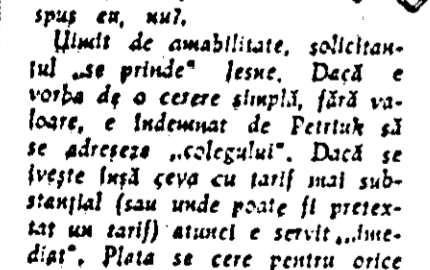 spus eu, nu?.
Uimit de amabilitate, solicitan-
tul „se prinde" lesne. Dacă e
vorba de o cerere simplă, fără va-
loare, e îndemnat de Petriuk să
se adreseze „colegului". Dacă se
ivește însă ceva cu tarif mai sub-
stanțial (sau unde poate fi pretex-
tat un tarif) atunci e servit „ime-
diat". Plata se cere pentru orice